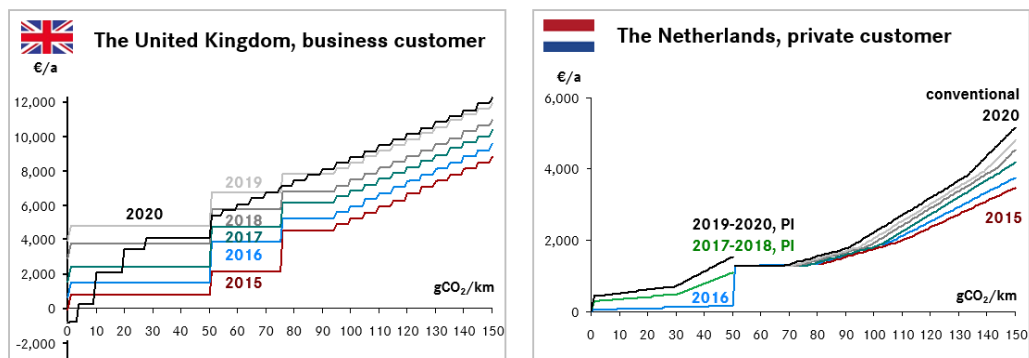 The United Kingdom, business customer
€/a
12,000
10,000
8,000
6,000
4,000
2,000
0
-2,000
2019
2020
2018
2017
2016
2015
gCO2/km
0 10 20 30 40 50 60 70 80 90 100 110 120 130 140 150
The Netherlands, private customer
€/a
6,000
4,000
2,000
0
conventional
2020
2019-2020, PI
2017-2018, PI
2016
2015
gCO2/km
0 10 20 30 40 50 60 70 80 90 100 110 120 130 140 150